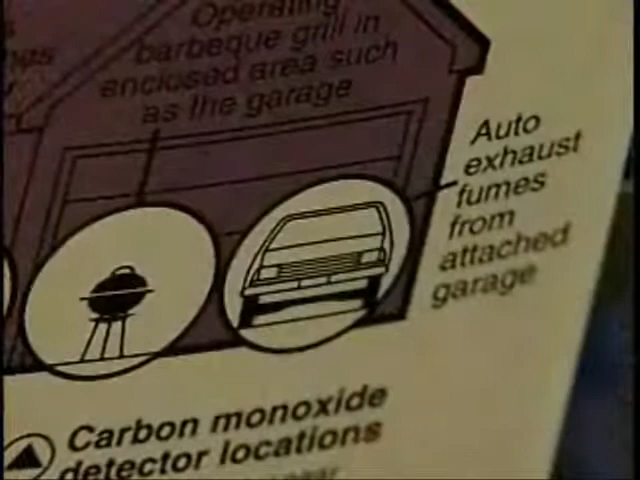 Operating
barbeque grill in
enclosed area such
as the garage
Auto
exhaust
fumes
from
attached
garage
Carbon monoxide
detector locations